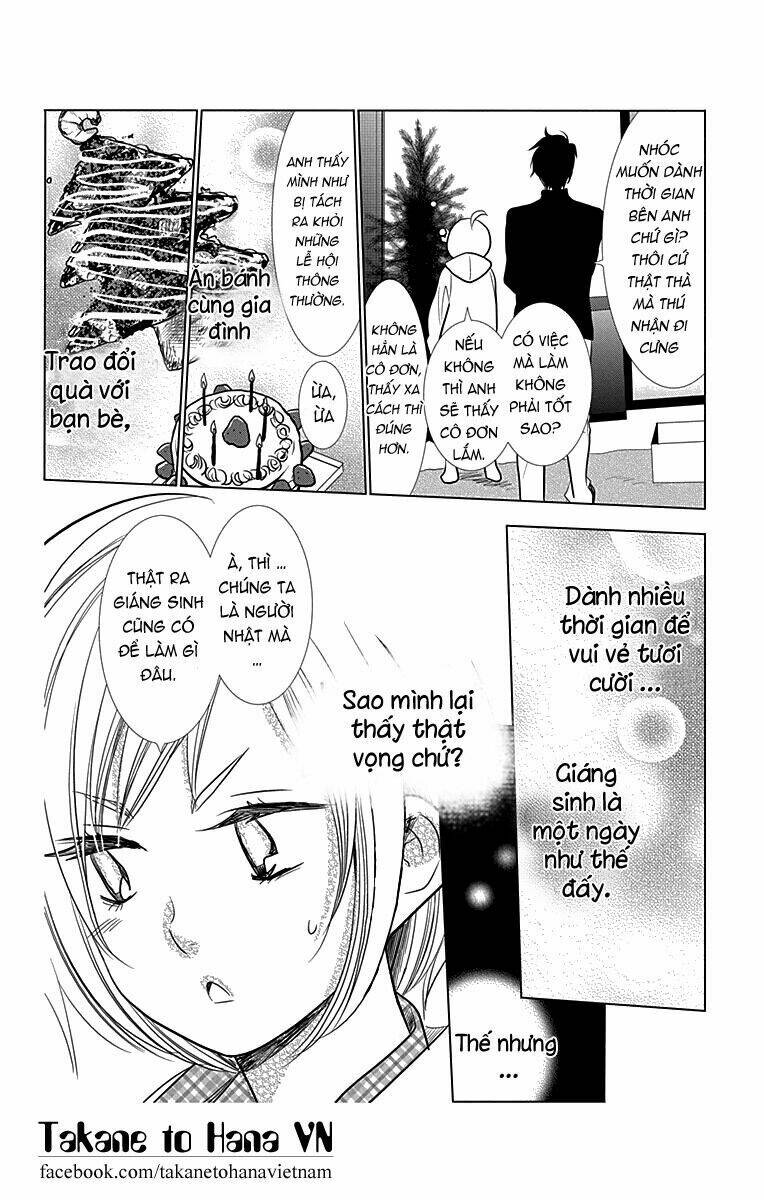 NHÓC
MUỐN DÀNH
THỜI GIAN
BÊN ANH
CHỨ GÌ?
THÔI CỨ
THẬT THÀ
MÀ THÚ
NHẬN ĐI
CƯNG
CÓ VIỆC
MÀ LÀM
KHÔNG
PHẢI TỐT
SAO?
NẾU
KHÔNG
THÌ ANH
SẼ THẤY
CÔ ĐƠN
LẮM.
KHÔNG
HẲN LÀ
CÔ ĐƠN,
THẤY XA
CÁCH THÌ
ĐÚNG
HƠN.
ANH THẤY
MÌNH NHƯ
BỊ TÁCH
RA KHỎI
NHỮNG
LỄ HỘI
THÔNG
THƯỜNG.
ỪA,
ỪA
Ăn bánh
cùng gia
đình
Trao đổi
quà với
bạn bè,
Dành nhiều
thời gian để
vui vẻ tươi
cười ...
Giáng
sinh là
một ngày
như thế
đấy.
Thế nhưng
...
À, THÌ ...
CHÚNG TA
LÀ NGƯỜI
NHẬT MÀ
...
THẬT RA
GIÁNG SINH
CŨNG CÓ
ĐỂ LÀM GÌ
ĐÂU.
Sao mình lại
thấy thật
vọng chứ?
Takane to Hana VN
facebook.com/takanetohanavietnam